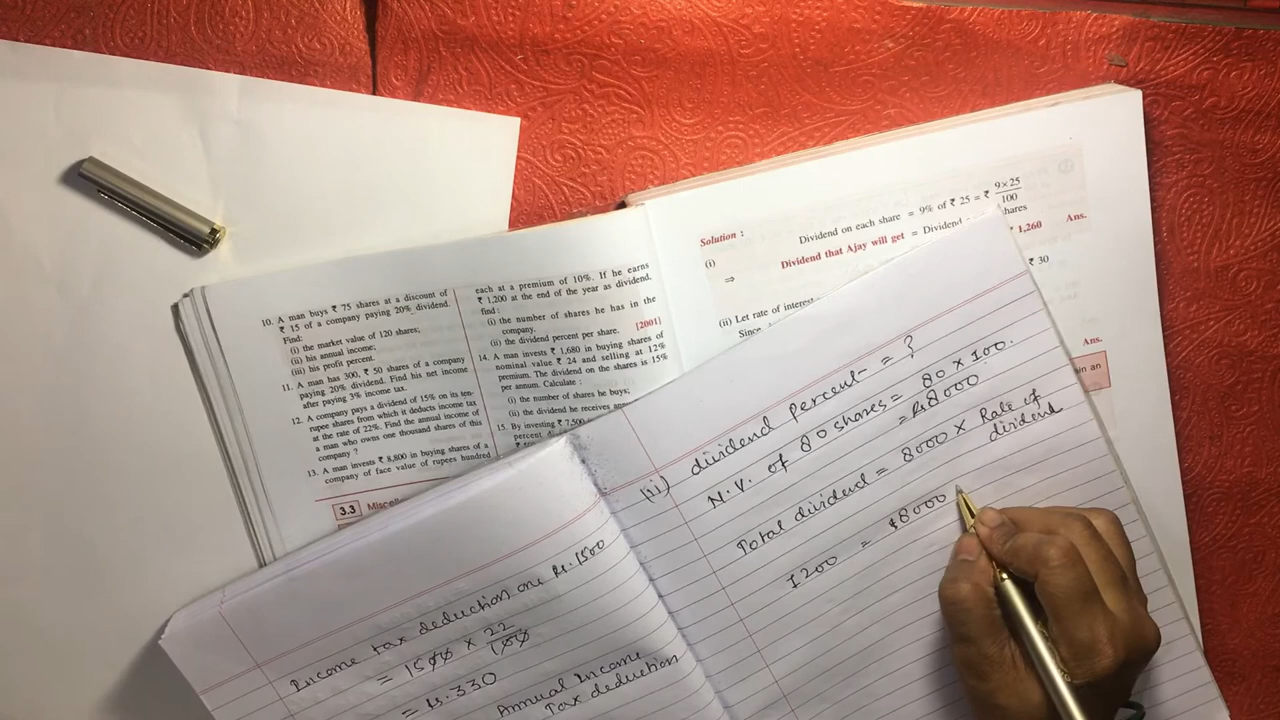 10. A man buys ₹ 75 shares at a discount of
₹ 15 of a company paying 20% dividend.
Find:
(i) the market value of 120 shares;
(ii) his annual income;
(iii) his profit percent.
11. A man has 300, ₹ 50 shares of a company
paying 20% dividend. Find his net income
after paying 3% income tax.
12. A company pays a dividend of 15% on its ten-
rupee shares from which it deducts income tax
at the rate of 22%. Find the annual income of
a man who owns one thousand shares of this
company ?
13. A man invests ₹ 8,800 in buying shares of a
company of face value of rupees hundred
3.3
each at a premium of 10%. If he earns
₹ 1,200 at the end of the year as dividend,
find :
(i) the number of shares he has in the
company.
(ii) the dividend percent per share. [2001]
14. A man invests ₹ 1,680 in buying shares of
nominal value ₹ 24 and selling at 12%
premium. The dividend on the shares is 15%
per annum. Calculate :
(i) the number of shares he buys;
(ii) the dividend he receives
15. By investing ₹ 7,500
percent
Solution :
Dividend on each share = 9% of ₹ 25 = ₹ 9×25
100
(i) Dividend that Ajay will get = Dividend shares
⇒ ₹ 1,260 Ans.
₹ 30
(ii) Let rate of interest
Since
Ans.
in an
Income tax deduction one Rs.1500
= 1500 × 22
100
= Rs.330
Annual Income
Tax deduction
(ii) dividend percent = ?
N.V. of 80 shares = 80 × 100.
= Rs8000
Total dividend = 8000 × Rate of
dividend
1200 = 8000